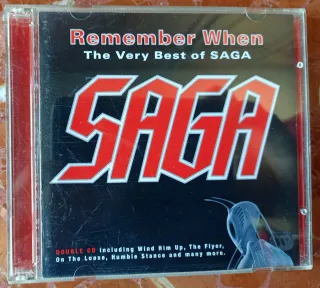 Remember When
The Very Best of SAGA
SAGA
DOUBLE CD including Wind Him Up, The Flyer,
On The Loose, Humble Stance and many more.